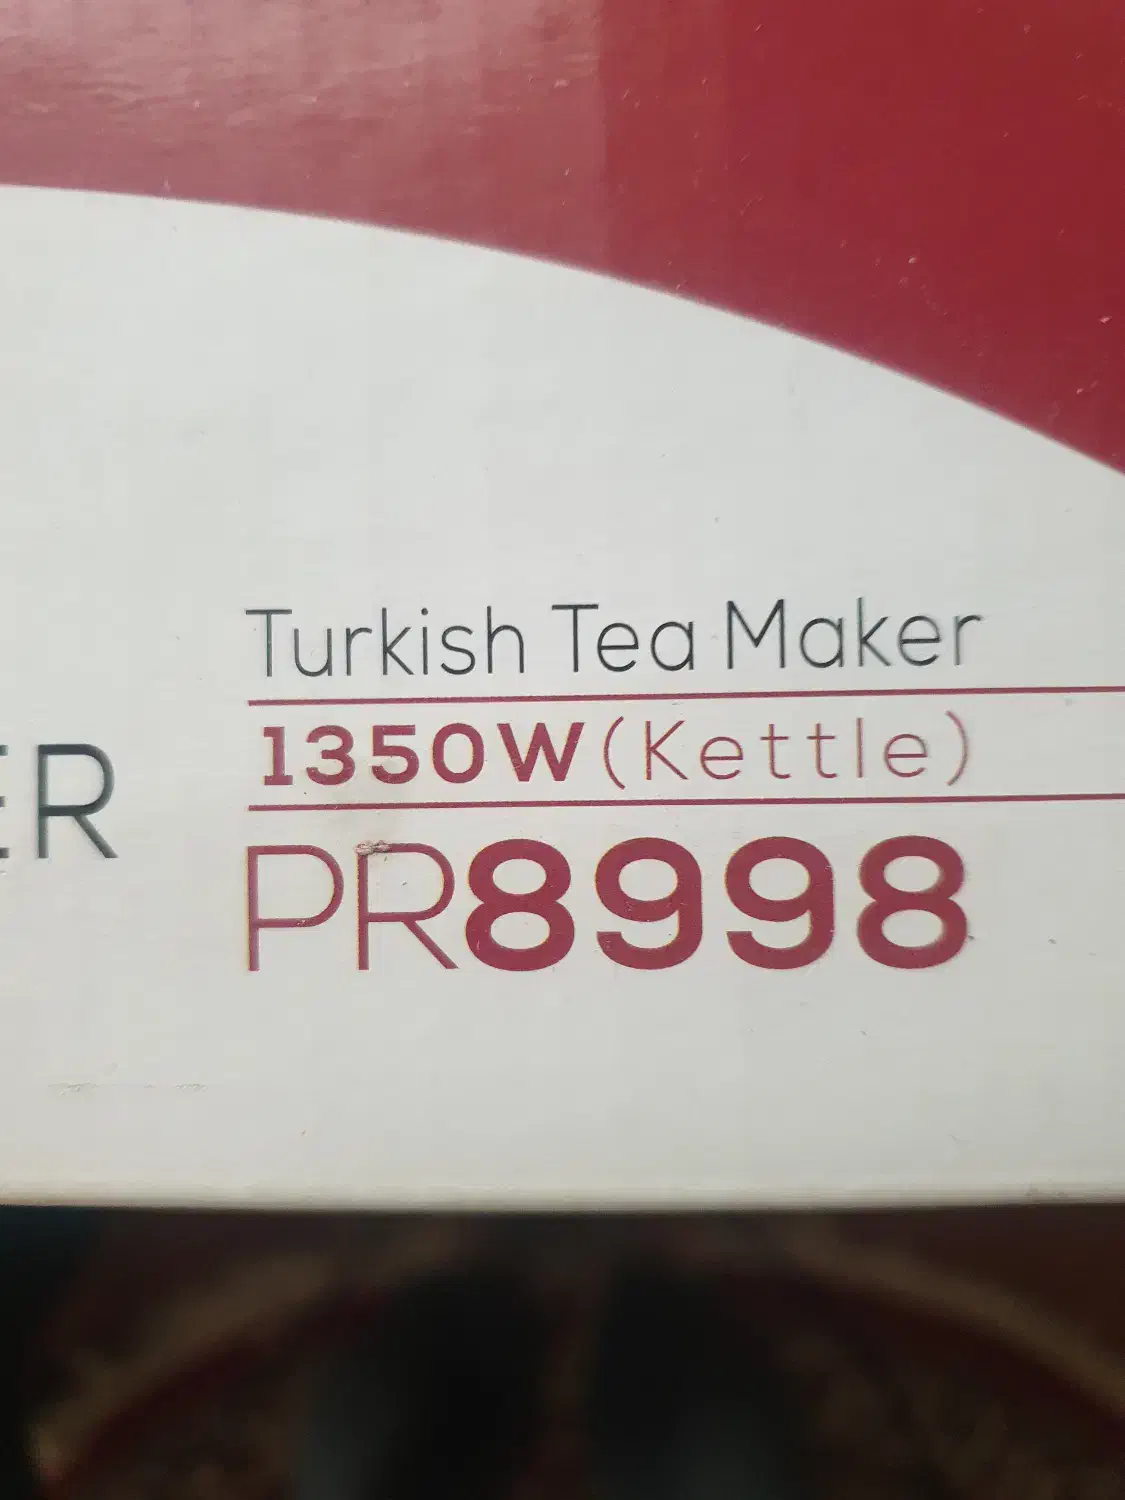 Turkish Tea Maker
1350W(Kettle)
ER
PR8998